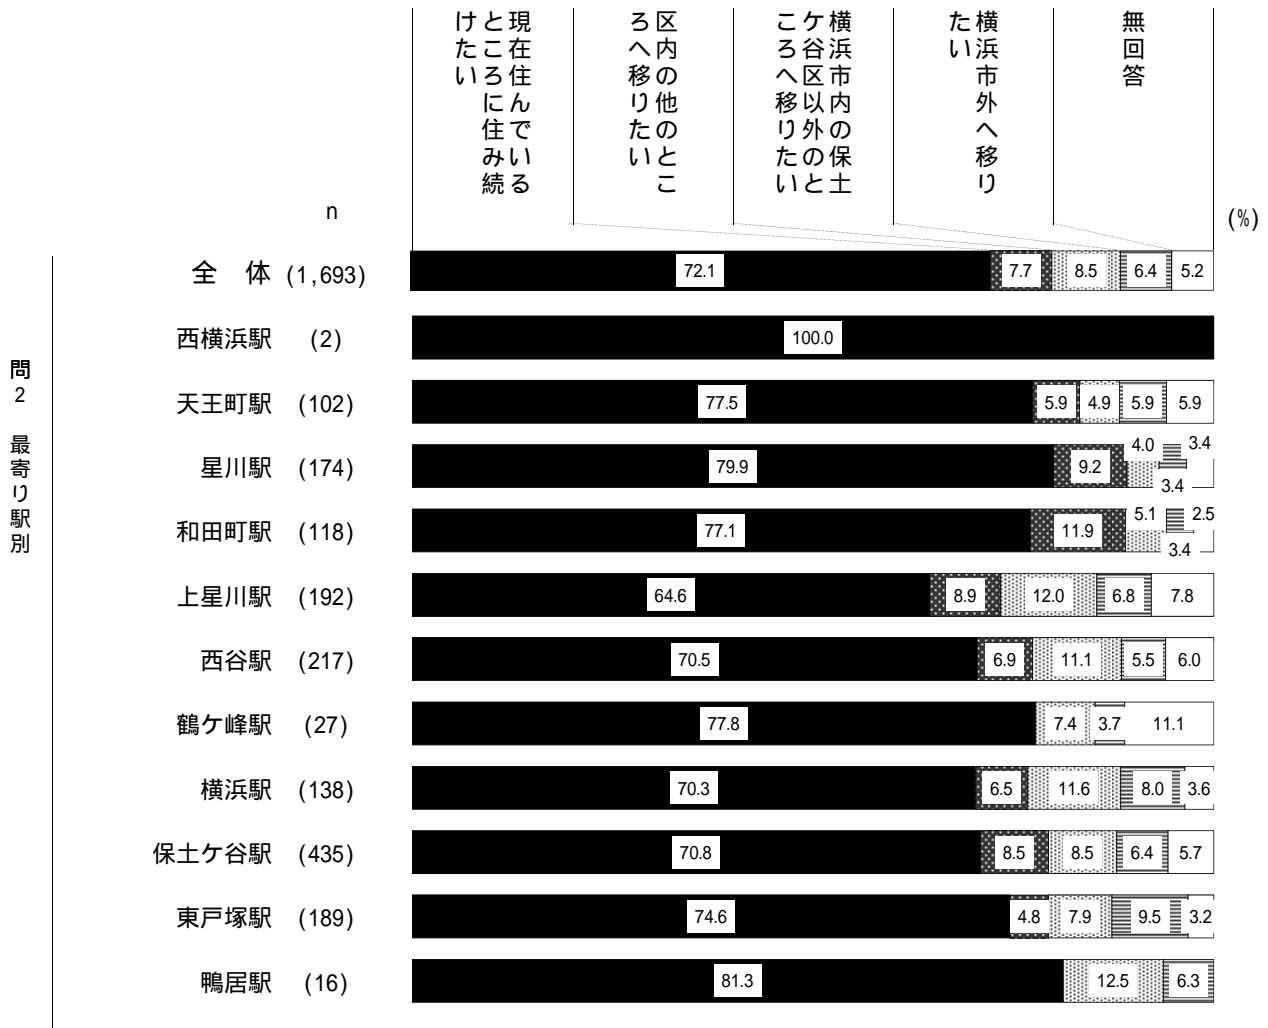 現在住んでいる
ところに住み続
けたい
区内の他のとこ
ろへ移りたい
横浜市内の保土
ケ谷区以外のと
ころへ移りたい
横浜市外へ移り
たい
無回答
n
(%)
問2 最寄り駅別
全 体 (1,693) 72.1 7.7 8.5 6.4 5.2
西横浜駅 (2) 100.0
天王町駅 (102) 77.5 5.9 4.9 5.9 5.9
星川駅 (174) 79.9 9.2 4.0 3.4 3.4
和田町駅 (118) 77.1 11.9 5.1 3.4 2.5
上星川駅 (192) 64.6 8.9 12.0 6.8 7.8
西谷駅 (217) 70.5 6.9 11.1 5.5 6.0
鶴ケ峰駅 (27) 77.8 7.4 3.7 11.1
横浜駅 (138) 70.3 6.5 11.6 8.0 3.6
保土ケ谷駅 (435) 70.8 8.5 8.5 6.4 5.7
東戸塚駅 (189) 74.6 4.8 7.9 9.5 3.2
鴨居駅 (16) 81.3 12.5 6.3